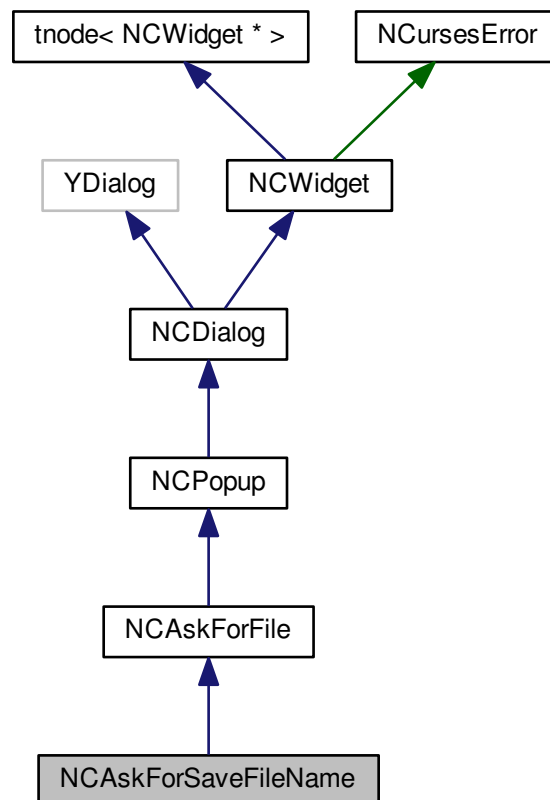 tnode< NCWidget * >
NCursesError
YDialog
NCWidget
NCDialog
NCPopup
NCAskForFile
NCAskForSaveFileName